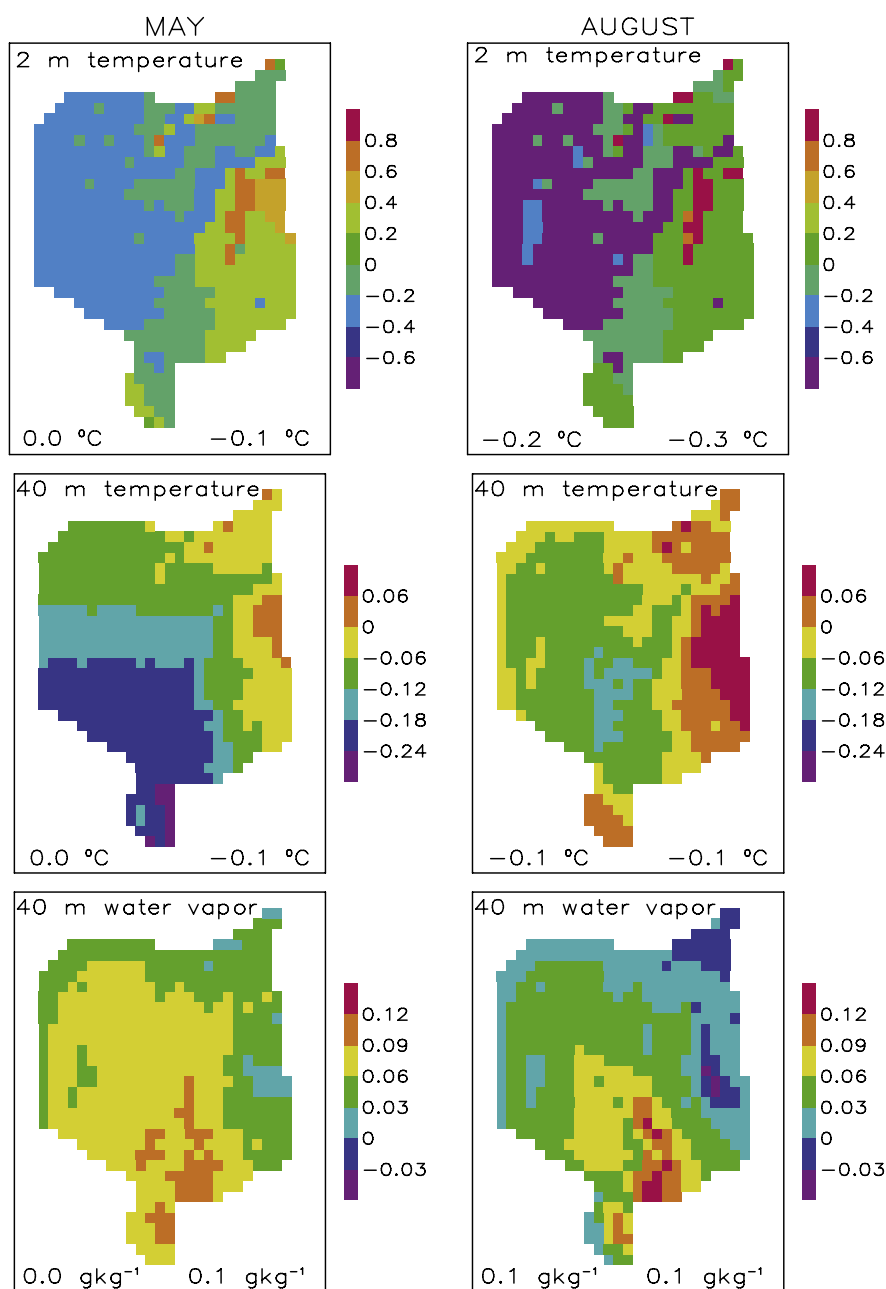 MAY AUGUST
2 m temperature 2 m temperature
0.8 0.8
0.6 0.6
0.4 0.4
0.2 0.2
0 0
−0.2 −0.2
−0.4 −0.4
−0.6 −0.6
0.0 °C −0.1 °C −0.2 °C −0.3 °C
40 m temperature 40 m temperature
0.06 0.06
0 0
−0.06 −0.06
−0.12 −0.12
−0.18 −0.18
−0.24 −0.24
0.0 °C −0.1 °C −0.1 °C −0.1 °C
40 m water vapor 40 m water vapor
0.12 0.12
0.09 0.09
0.06 0.06
0.03 0.03
0 0
−0.03 −0.03
0.0 gkg⁻¹ 0.1 gkg⁻¹ 0.1 gkg⁻¹ 0.1 gkg⁻¹